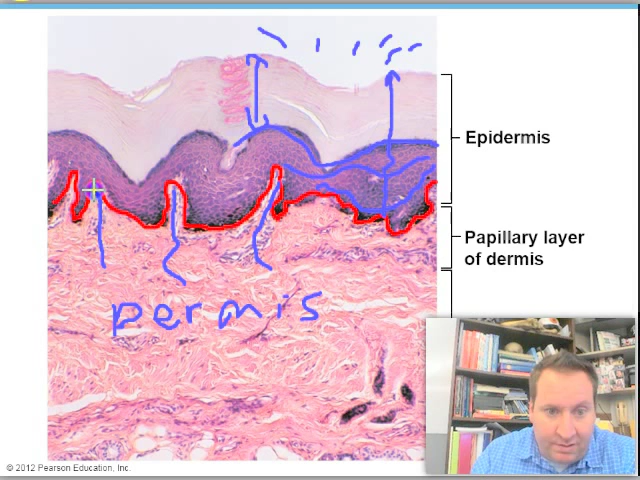 Epidermis
Papillary layer
of dermis
Dermis
© 2012 Pearson Education, Inc.